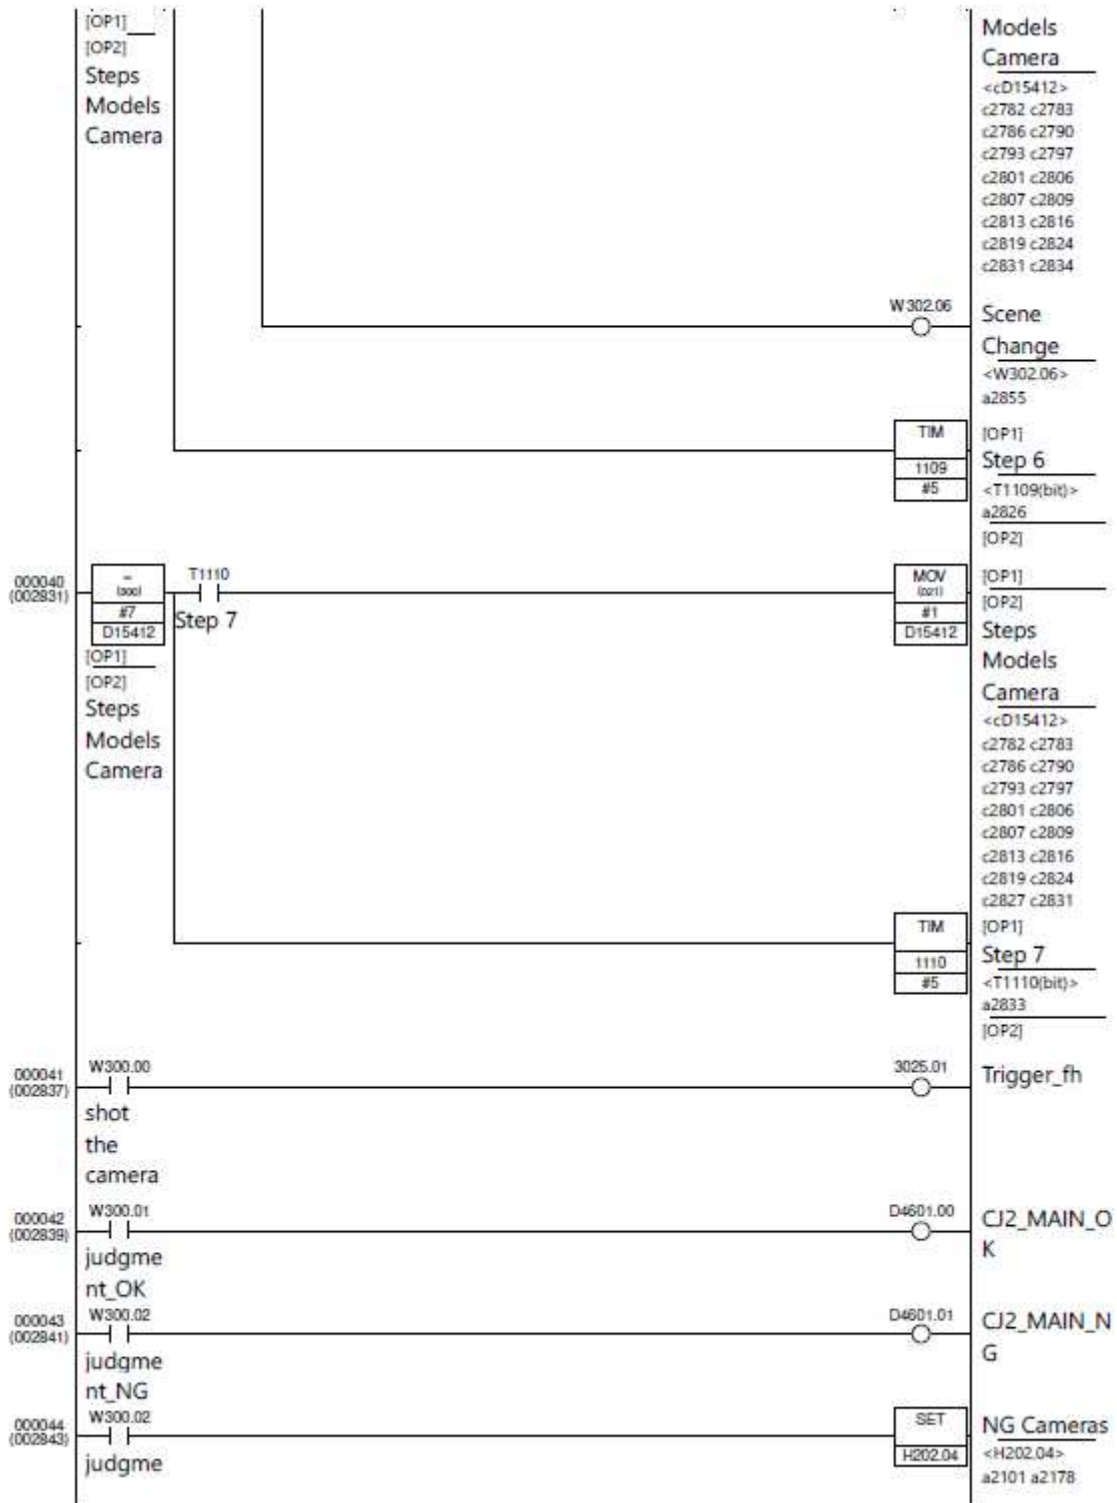 [OP1]
[OP2]
Steps
Models
Camera
Models
Camera
<cD15412>
c2782 c2783
c2786 c2790
c2793 c2797
c2801 c2806
c2807 c2809
c2813 c2816
c2819 c2824
c2831 c2834
W302.06
Scene
Change
<W302.06>
a2855
TIM
1109
#5
[OP1]
Step 6
<T1109(bit)>
a2826
[OP2]
000040
(002831)
=
(300)
#7
D15412
T1110
Step 7
[OP1]
[OP2]
Steps
Models
Camera
MOV
(021)
#1
D15412
[OP1]
[OP2]
Steps
Models
Camera
<cD15412>
c2782 c2783
c2786 c2790
c2793 c2797
c2801 c2806
c2807 c2809
c2813 c2816
c2819 c2824
c2827 c2831
TIM
1110
#5
[OP1]
Step 7
<T1110(bit)>
a2833
[OP2]
000041
(002837)
W300.00
shot
the
camera
3025.01
Trigger_fh
000042
(002839)
W300.01
judgme
nt_OK
D4601.00
CJ2_MAIN_O
K
000043
(002841)
W300.02
judgme
nt_NG
D4601.01
CJ2_MAIN_N
G
000044
(002843)
W300.02
judgme
SET
H202.04
NG Cameras
<H202.04>
a2101 a2178